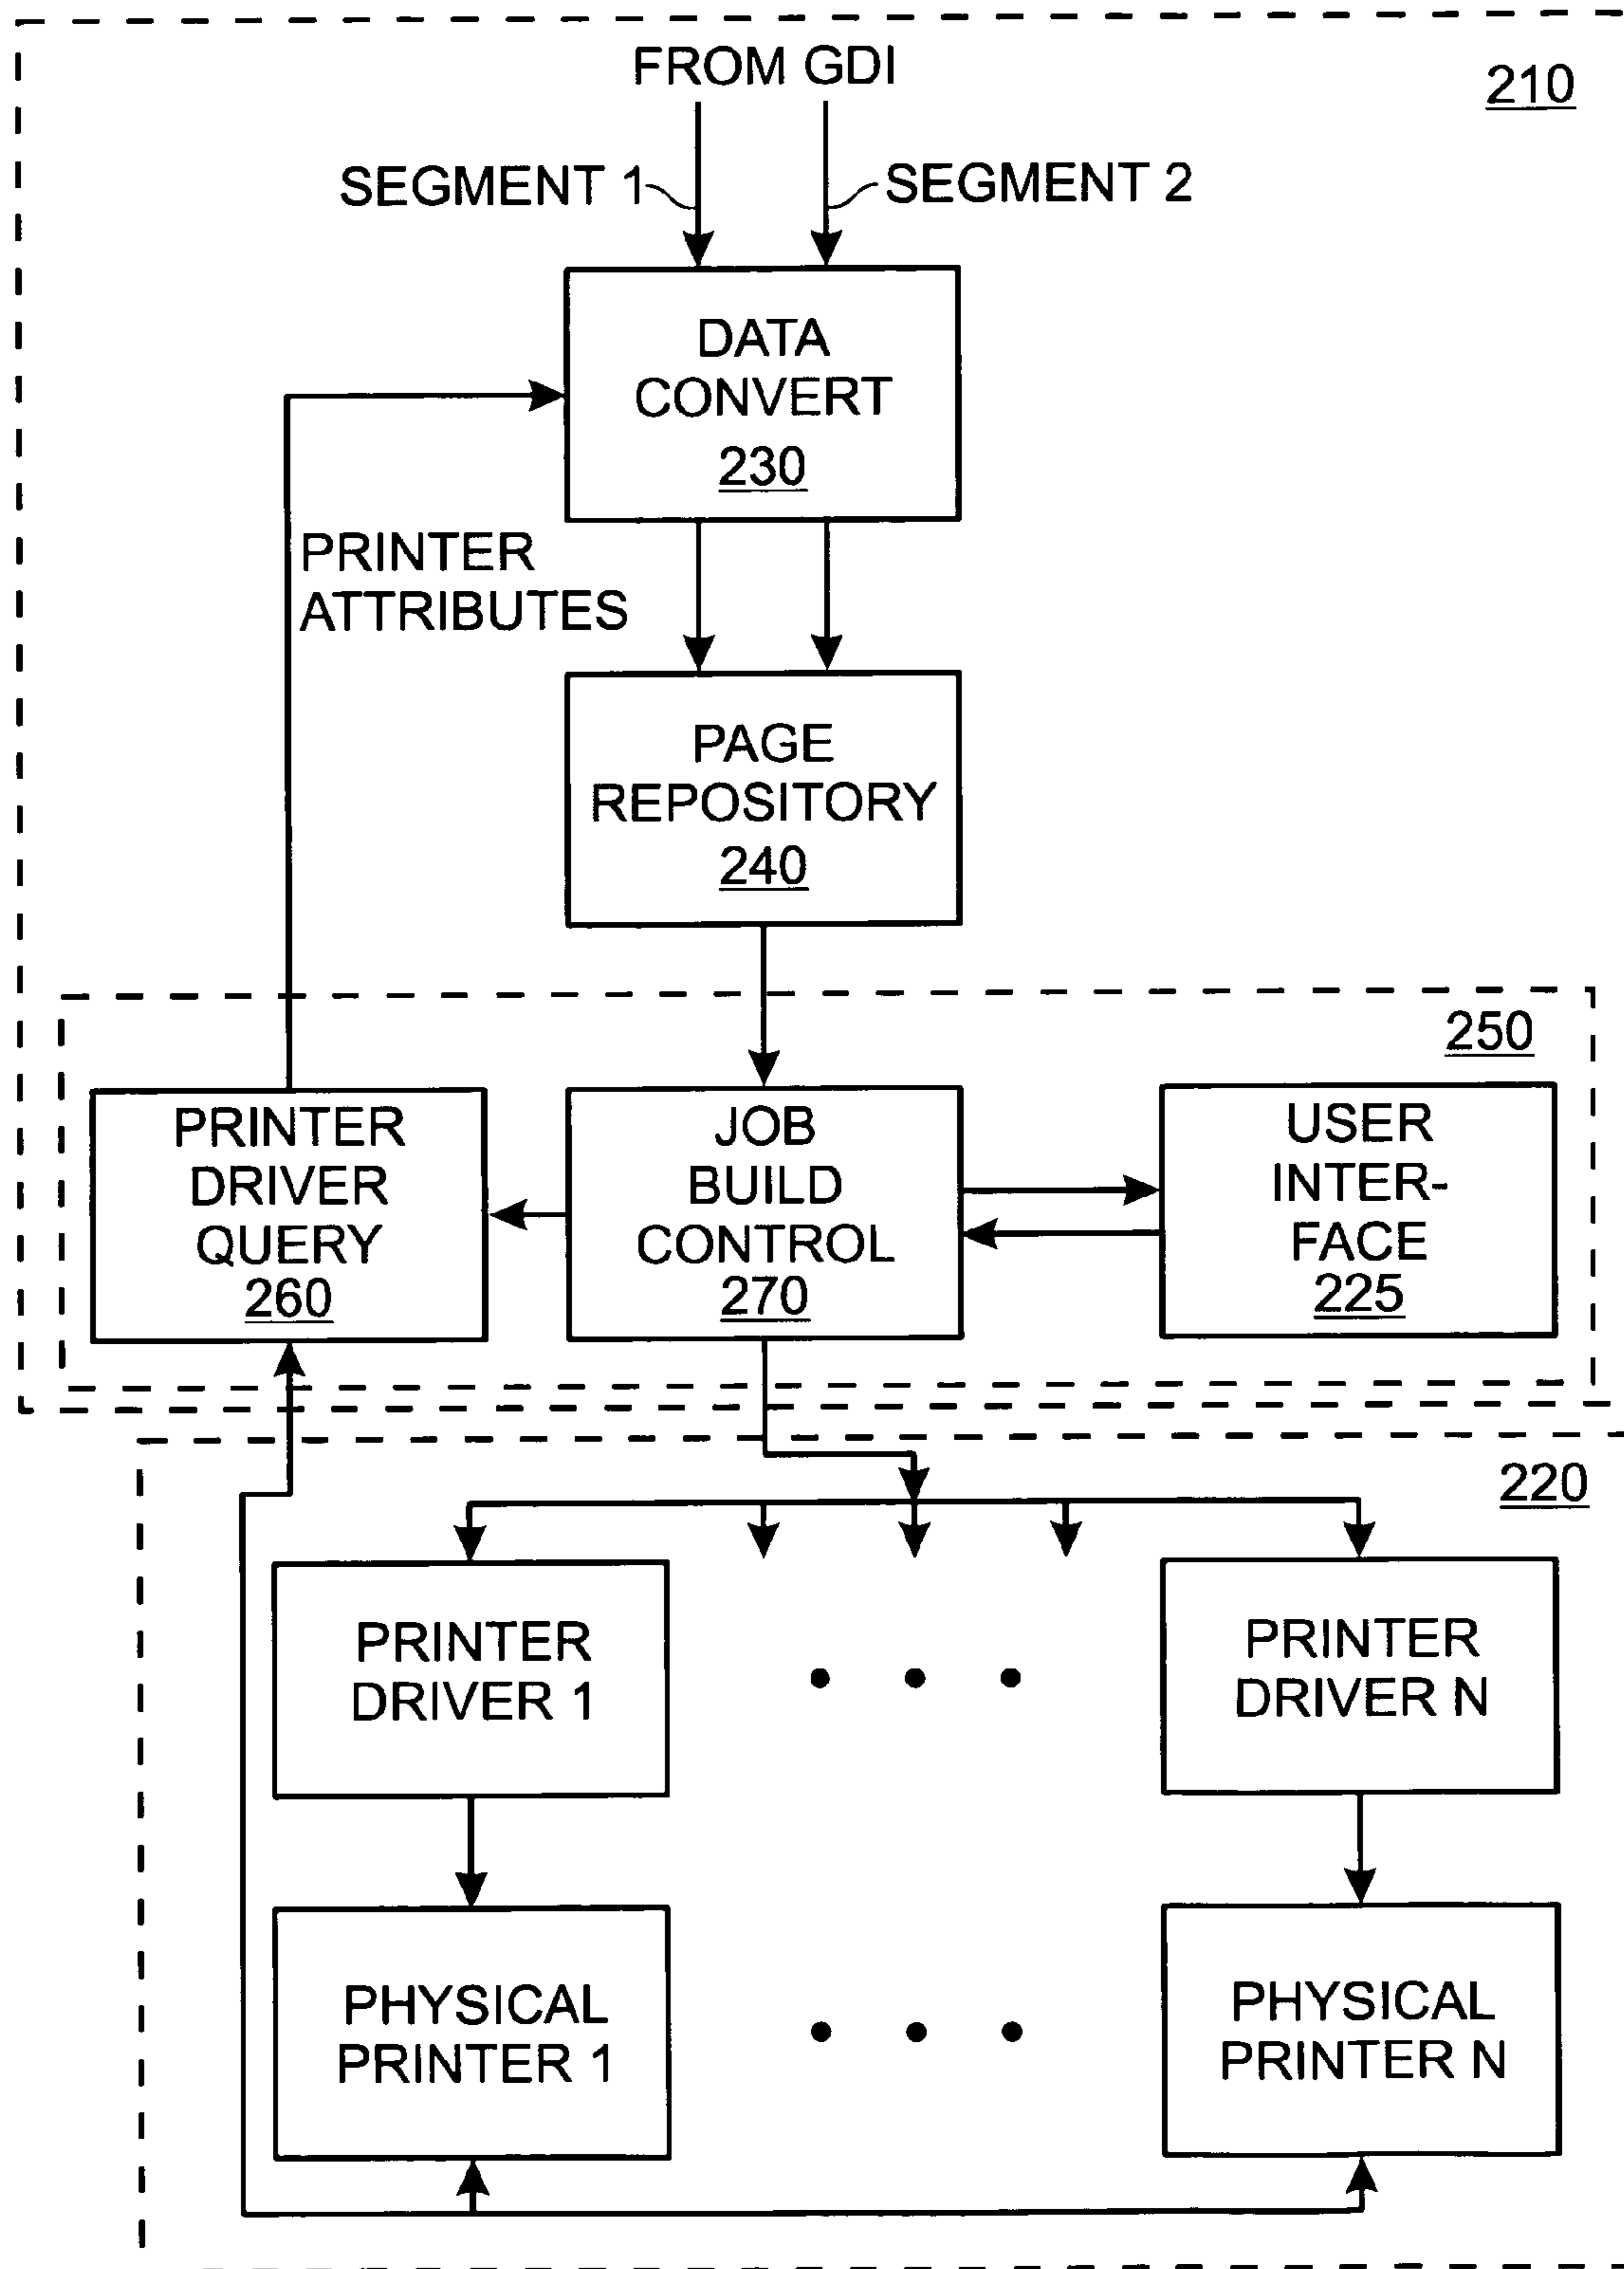 FROM GDI
210
SEGMENT 1
SEGMENT 2
DATA
CONVERT
230
PRINTER
ATTRIBUTES
PAGE
REPOSITORY
240
250
PRINTER
DRIVER
QUERY
260
JOB
BUILD
CONTROL
270
USER
INTER-
FACE
225
220
PRINTER
DRIVER 1
PRINTER
DRIVER N
PHYSICAL
PRINTER 1
PHYSICAL
PRINTER N